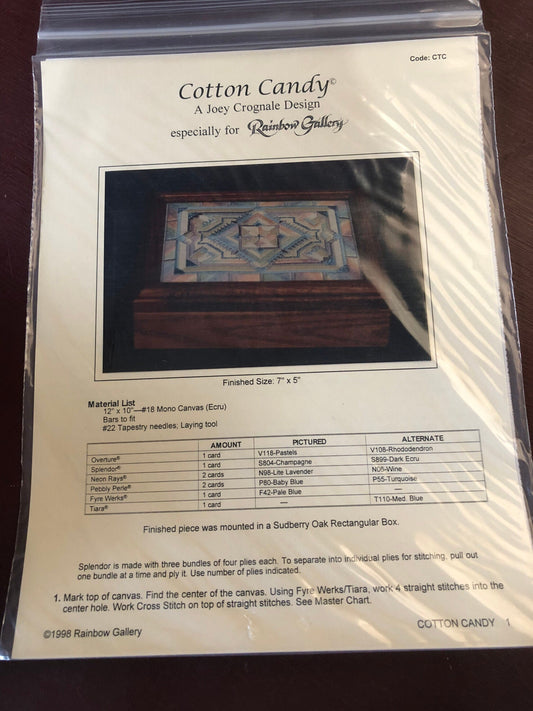 Code: CTC
Cotton Candy©
A Joey Crognale Design
especially for Rainbow Gallery
Finished Size: 7" x 5"
Material List
12" x 10"—#18 Mono Canvas (Ecru)
Bars to fit
#22 Tapestry needles; Laying tool
AMOUNT PICTURED ALTERNATE
Overture® 1 card V118-Pastels V108-Rhododendron
Splendor® 1 card S804-Champagne S899-Dark Ecru
Neon Rays® 2 cards N98-Lite Lavender N08-Wine
Pebbly Perle® 2 cards P80-Baby Blue P55-Turquoise
Fyre Werks® 1 card F42-Pale Blue —
Tiara® 1 card — T110-Med. Blue
Finished piece was mounted in a Sudberry Oak Rectangular Box.
Splendor is made with three bundles of four plies each. To separate into individual plies for stitching, pull out
one bundle at a time and ply it. Use number of plies indicated.
1. Mark top of canvas. Find the center of the canvas. Using Fyre Werks/Tiara, work 4 straight stitches into the
center hole. Work Cross Stitch on top of straight stitches. See Master Chart.
©1998 Rainbow Gallery
COTTON CANDY 1